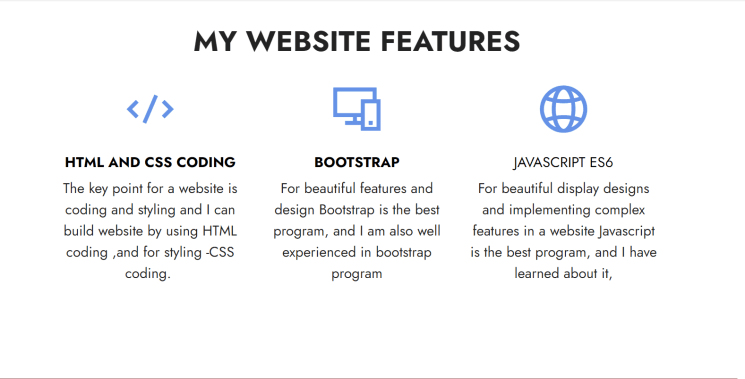 MY WEBSITE FEATURES
HTML AND CSS CODING
The key point for a website is
coding and styling and I can
build website by using HTML
coding ,and for styling -CSS
coding.
BOOTSTRAP
For beautiful features and
design Bootstrap is the best
program, and I am also well
experienced in bootstrap
program
JAVASCRIPT ES6
For beautiful display designs
and implementing complex
features in a website Javascript
is the best program, and I have
learned about it,